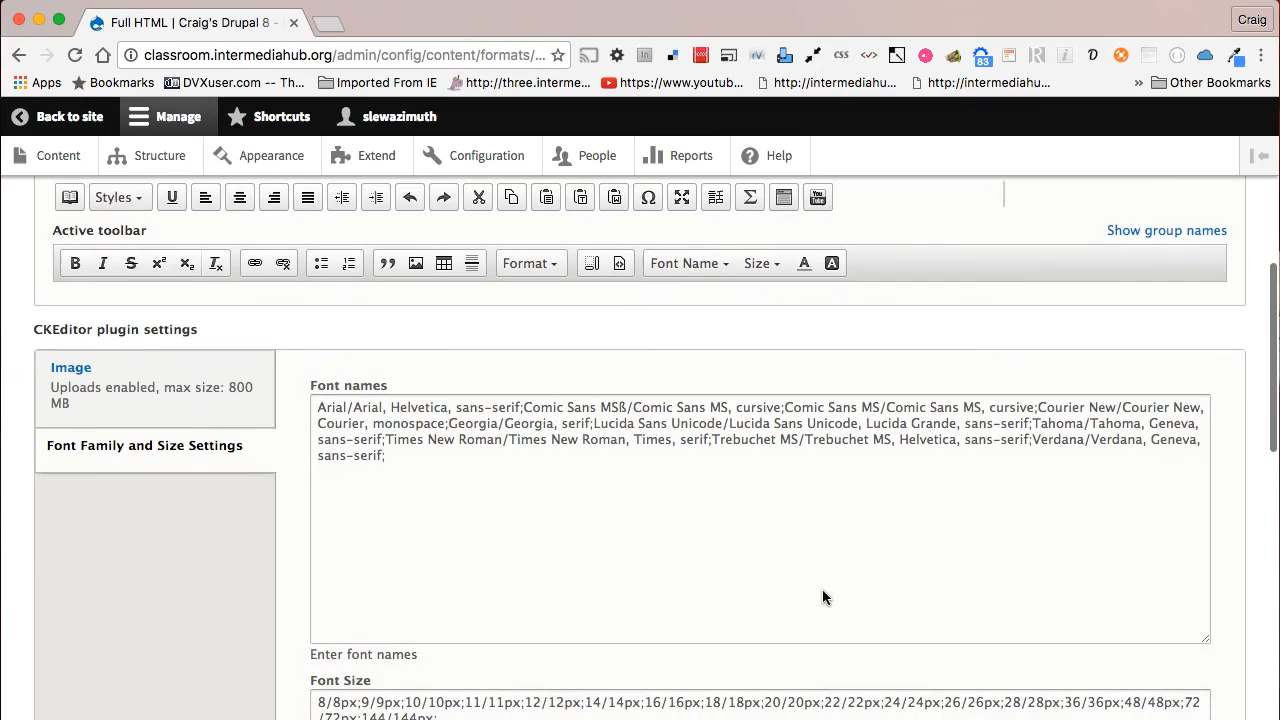 Full HTML | Craig's Drupal 8 -
Craig
classroom.intermediahub.org/admin/config/content/formats/...
83
Apps
Bookmarks
DVXuser.com -- Th...
Imported From IE
http://three.interme...
https://www.youtub...
http://intermediahu...
http://intermediahu...
» Other Bookmarks
Back to site
Manage
Shortcuts
slewazimuth
Content
Structure
Appearance
Extend
Configuration
People
Reports
Help
Styles
U
Ω
Σ
You Tube
Active toolbar
Show group names
B I S x² x₂ Tx
Format
Font Name
Size
A
A
CKEditor plugin settings
Image
Uploads enabled, max size: 800
MB
Font Family and Size Settings
Font names
Arial/Arial, Helvetica, sans-serif;Comic Sans MSß/Comic Sans MS, cursive;Comic Sans MS/Comic Sans MS, cursive;Courier New/Courier New,
Courier, monospace;Georgia/Georgia, serif;Lucida Sans Unicode/Lucida Sans Unicode, Lucida Grande, sans-serif;Tahoma/Tahoma, Geneva,
sans-serif;Times New Roman/Times New Roman, Times, serif;Trebuchet MS/Trebuchet MS, Helvetica, sans-serif;Verdana/Verdana, Geneva,
sans-serif;
Enter font names
Font Size
8/8px;9/9px;10/10px;11/11px;12/12px;14/14px;16/16px;18/18px;20/20px;22/22px;24/24px;26/26px;28/28px;36/36px;48/48px;72
/72px;144/144px;